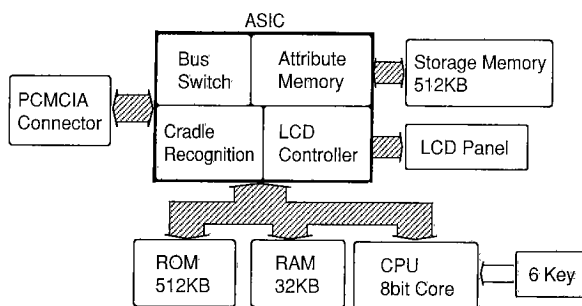 ASIC
Bus
Switch
Attribute
Memory
Storage Memory
512KB
PCMCIA
Connector
Cradle
Recognition
LCD
Controller
LCD Panel
ROM
512KB
RAM
32KB
CPU
8bit Core
6 Key